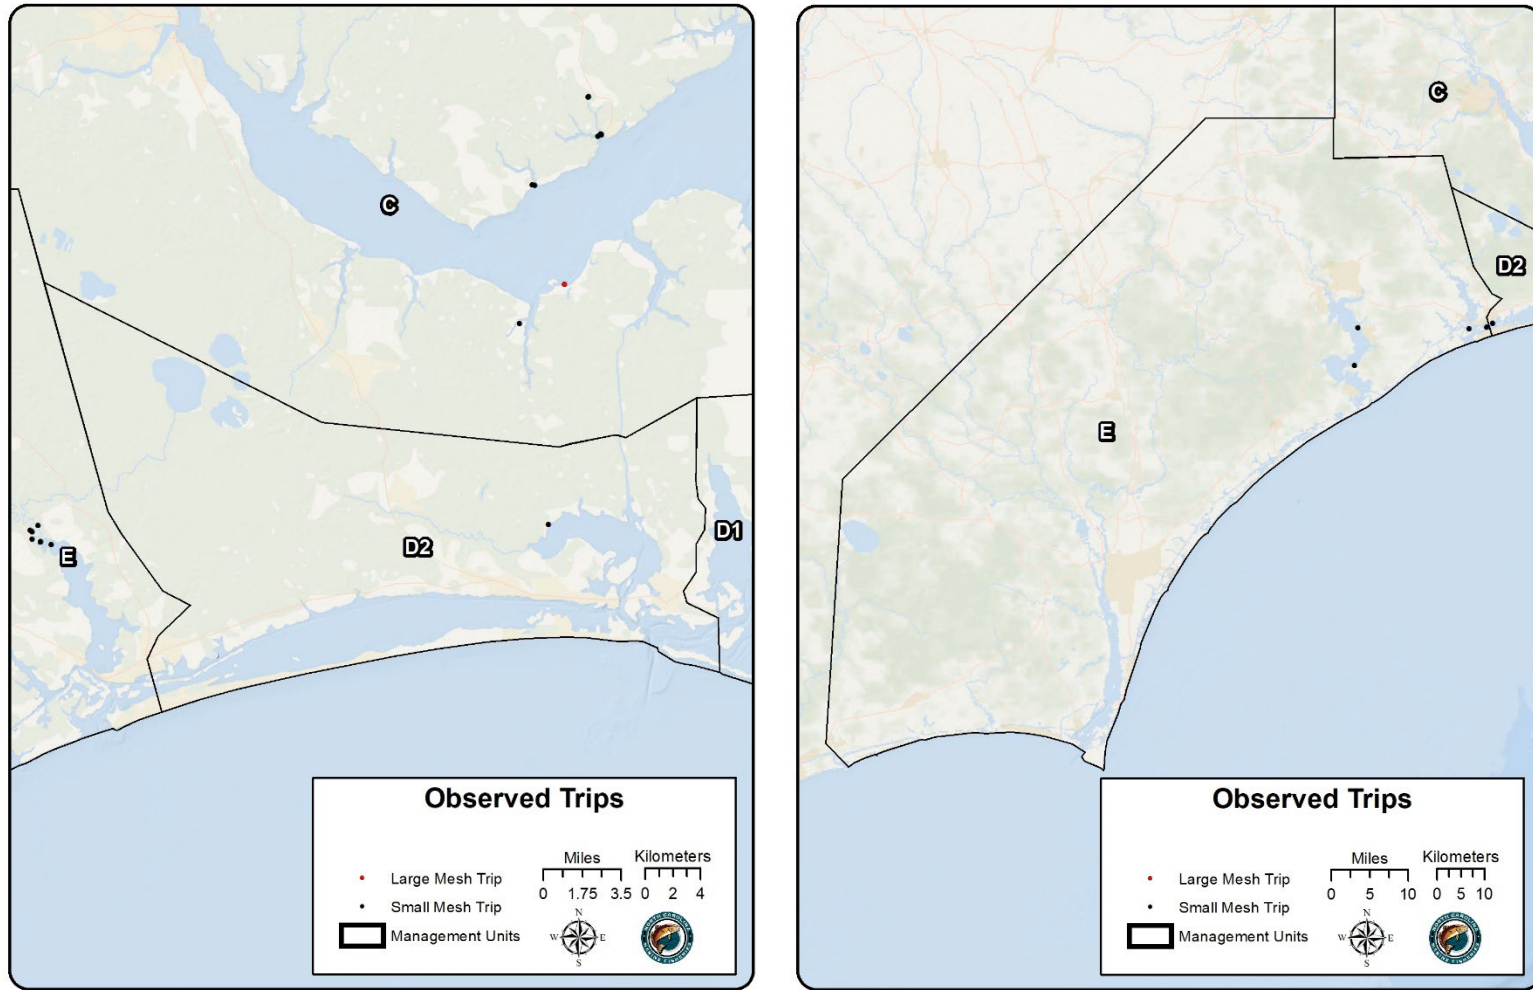 C
E
D2
D1
Observed Trips
Miles
Kilometers
0 1.75 3.5
0 2 4
Large Mesh Trip
Small Mesh Trip
Management Units
N
W E
S
C
D2
E
Observed Trips
Miles
Kilometers
0 5 10
0 5 10
Large Mesh Trip
Small Mesh Trip
Management Units
N
W E
S